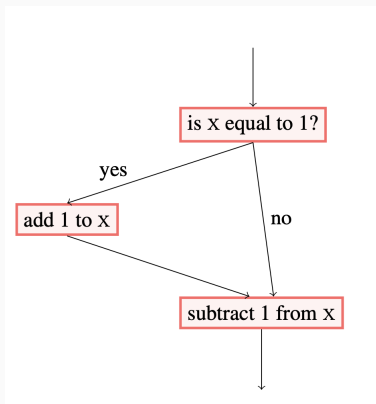 is x equal to 1?
yes
add 1 to x
no
subtract 1 from x